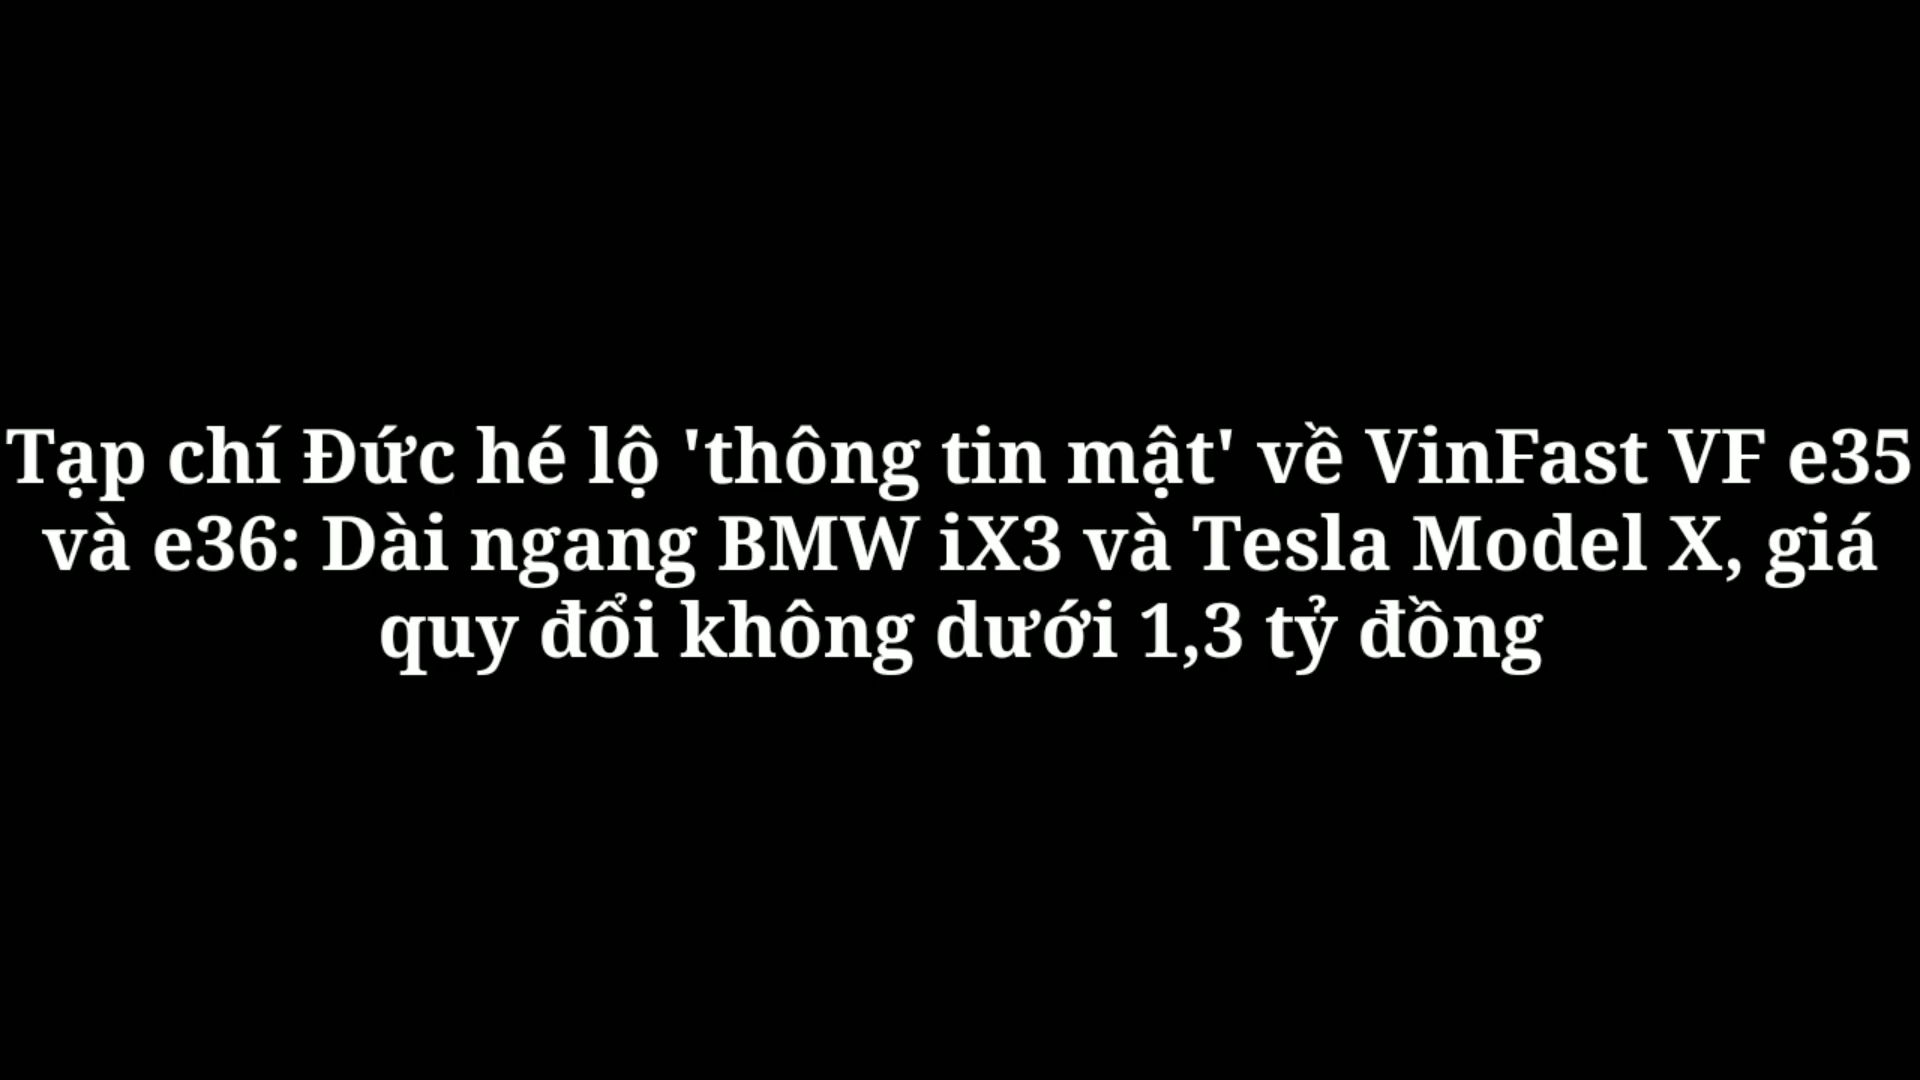 Tạp chí Đức hé lộ 'thông tin mật' về VinFast VF e35
và e36: Dài ngang BMW iX3 và Tesla Model X, giá
quy đổi không dưới 1,3 tỷ đồng